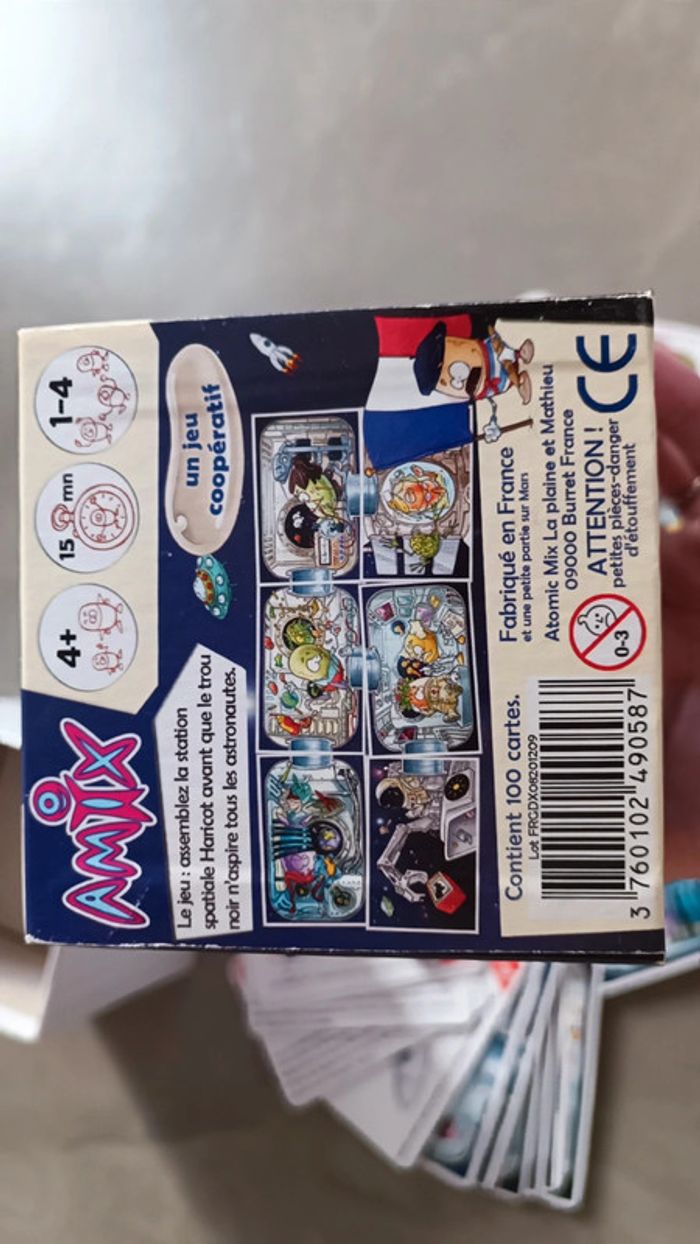 AMIIX
4+
15 mn
1-4
Le jeu : assemblez la station
spatiale Haricot avant que le trou
noir n'aspire tous les astronautes.
un jeu
coopératif
Contient 100 cartes.
Lot FRGDX08201209
3 760102 490587
Fabriqué en France
et une petite partie sur Mars
Atomic Mix La plaine et Mathieu
09000 Burret France
0-3
ATTENTION !
petites pièces-danger
d'étouffement
CE